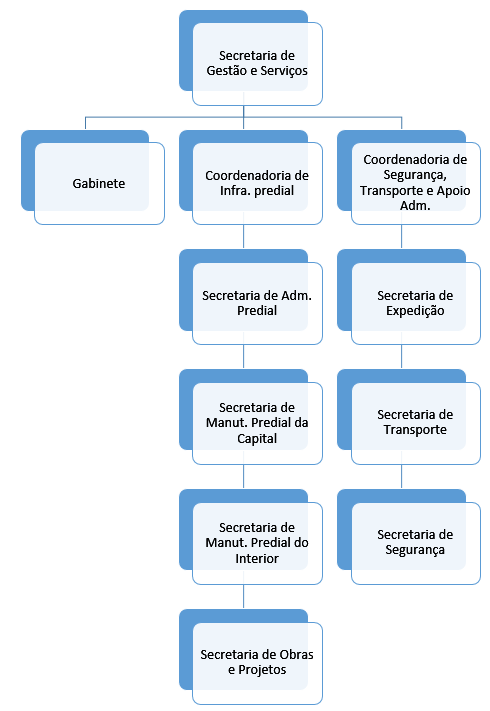 Secretaria de
Gestão e Serviços
Gabinete
Coordenadoria de
Infra. predial
Coordenadoria de
Segurança,
Transporte e Apoio
Adm.
Secretaria de Adm.
Predial
Secretaria de
Expedição
Secretaria de
Manut. Predial da
Capital
Secretaria de
Transporte
Secretaria de
Manut. Predial do
Interior
Secretaria de
Segurança
Secretaria de Obras
e Projetos